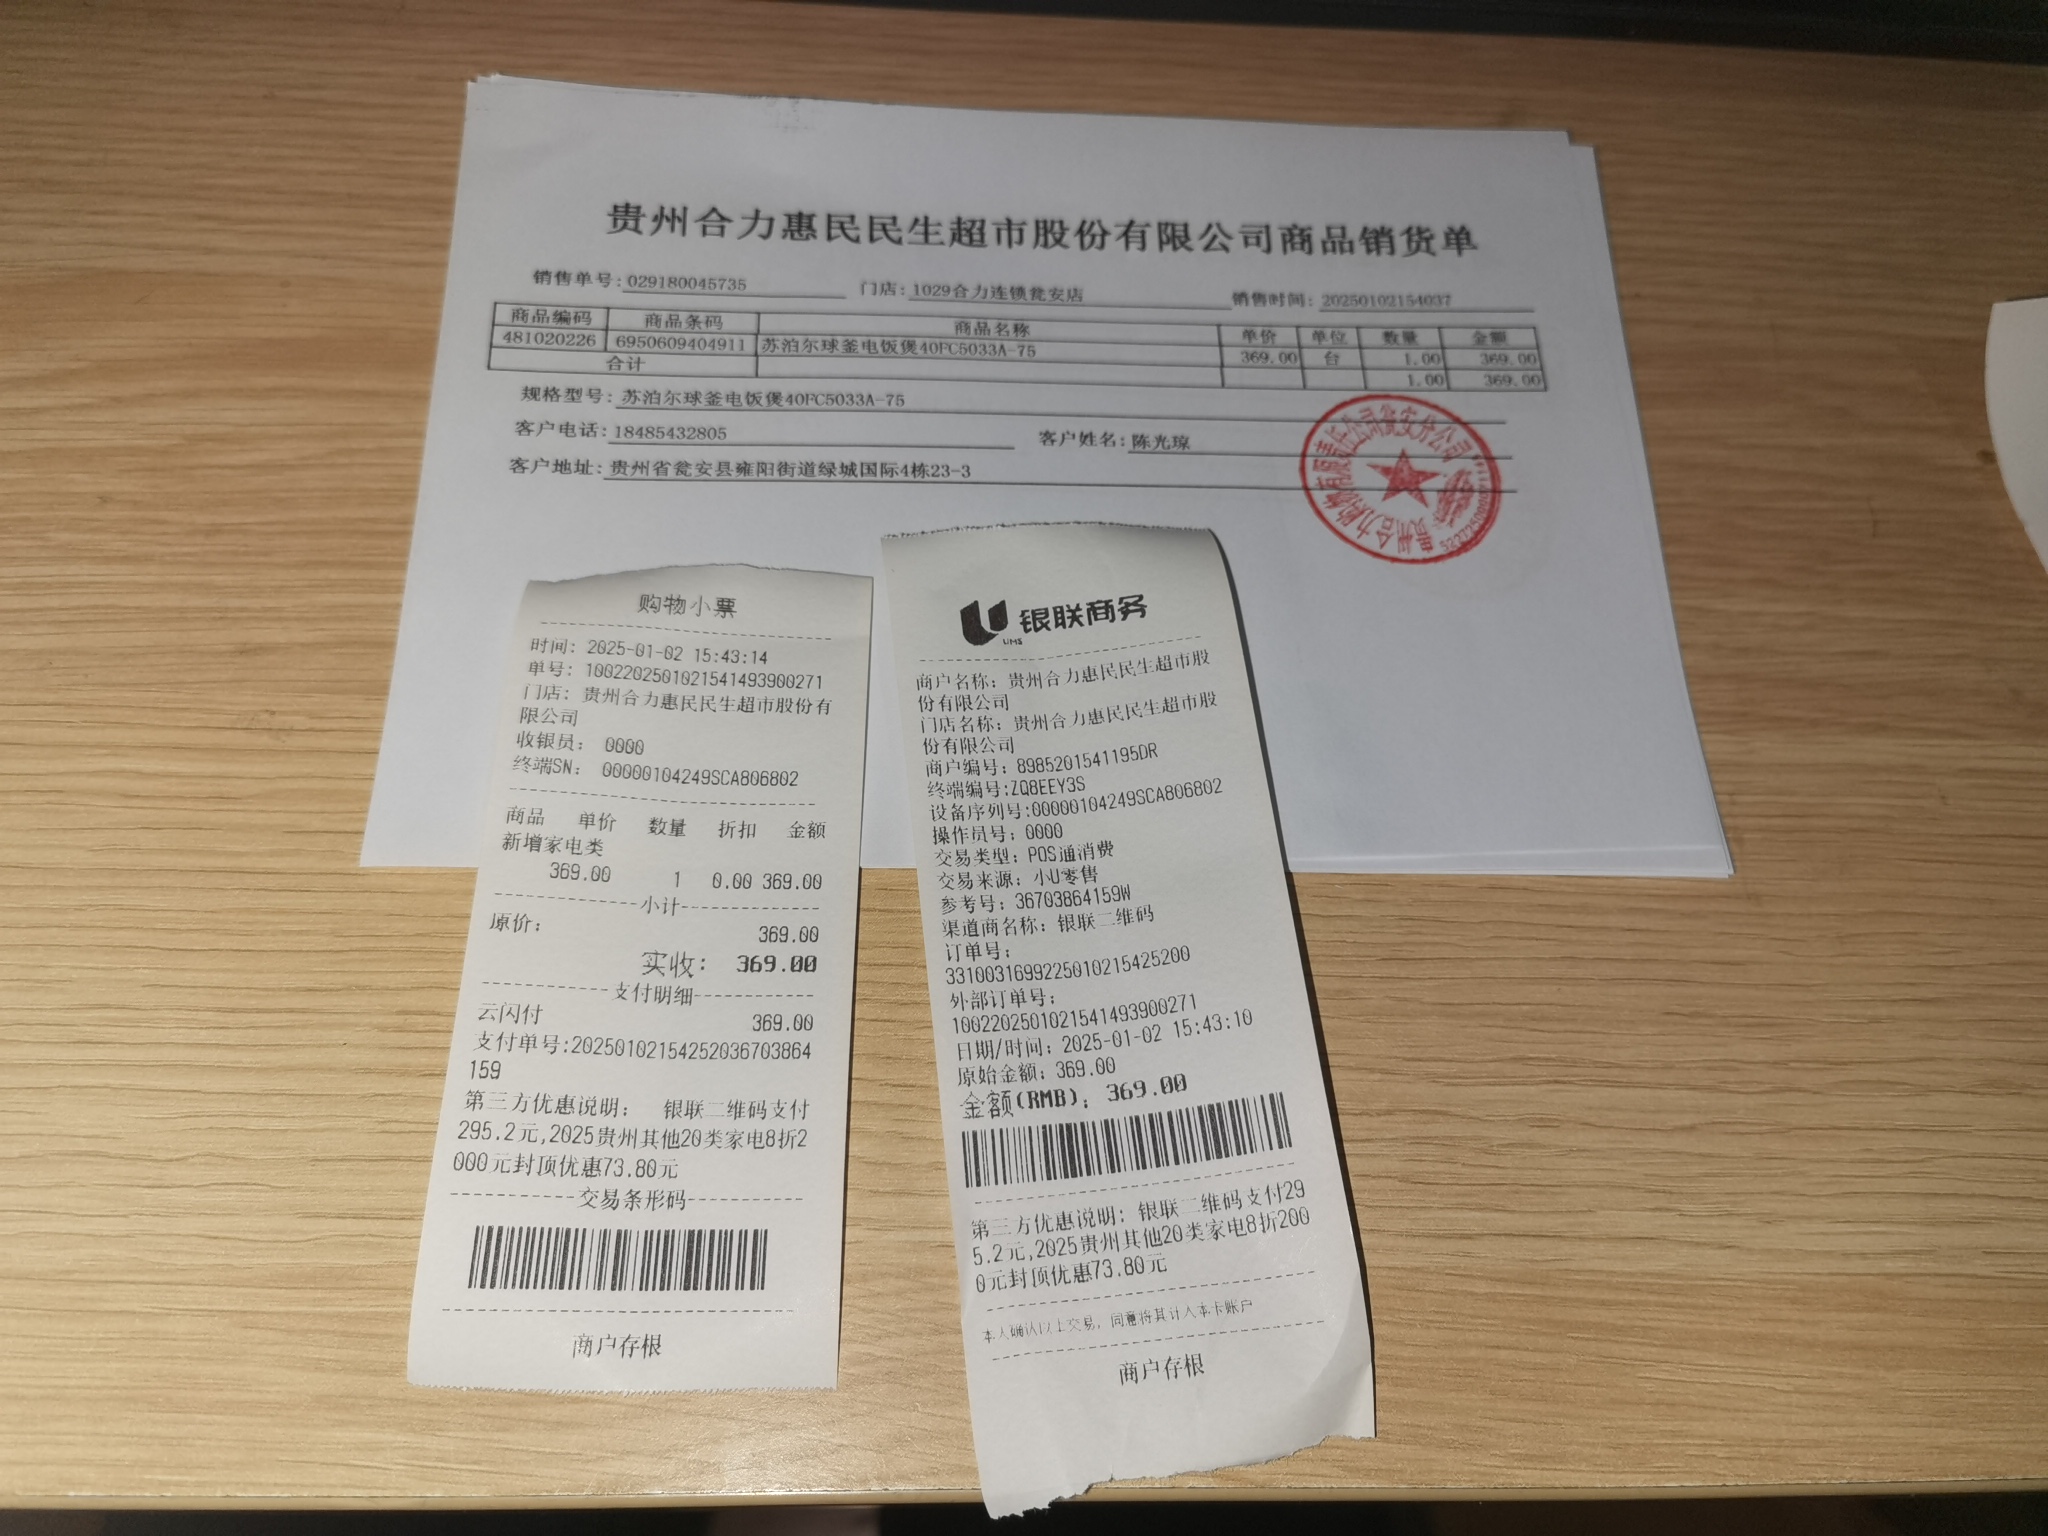 贵州合力惠民民生超市股份有限公司商品销货单
销售单号:029180045735 门店:1029合力连锁瓮安店 销售时间:20250102154037
商品编码 商品条码 商品名称 单价 单位 数量 金额
481020226 6950609404911 苏泊尔球釜电饭煲40FC5033A-75 369.00 台 1.00 369.00
合计 1.00 369.00
规格型号:苏泊尔球釜电饭煲40FC5033A-75
客户电话:18485432805 客户姓名:陈光琼
客户地址:贵州省瓮安县雍阳街道绿城国际4栋23-3
购物小票
时间: 2025-01-02 15:43:14
单号: 10022025010215414939 00271
门店: 贵州合力惠民民生超市股份有
限公司
收银员: 0000
终端SN: 00000104249SCA806802
商品 单价 数量 折扣 金额
新增家电类
369.00 1 0.00 369.00
小计
原价: 369.00
实收: 369.00
支付明细
云闪付 369.00
支付单号:202501021542520367038​64
159
第三方优惠说明: 银联二维码支付
295.2元,2025贵州其他20类家电8折2
000元封顶优惠73.80元
交易条形码
商户存根
银联商务
UMS
商户名称: 贵州合力惠民民生超市股
份有限公司
门店名称: 贵州合力惠民民生超市股
份有限公司
商户编号: 8985201541195DR
终端编号:ZQ8EEY3S
设备序列号:00000104249SCA806802
操作员号: 0000
交易类型: POS通消费
交易来源: 小U零售
参考号: 36703864159W
渠道商名称: 银联二维码
订单号:
33100316992250102154​25200
外部订单号:
1002202501021541493900271
日期/时间: 2025-01-02 15:43:10
原始金额: 369.00
金额(RMB): 369.00
第三方优惠说明: 银联二维码支付29
5.2元,2025贵州其他20类家电8折200
0元封顶优惠73.80元
本人确认以上交易, 同意将其计入本卡账户
商户存根